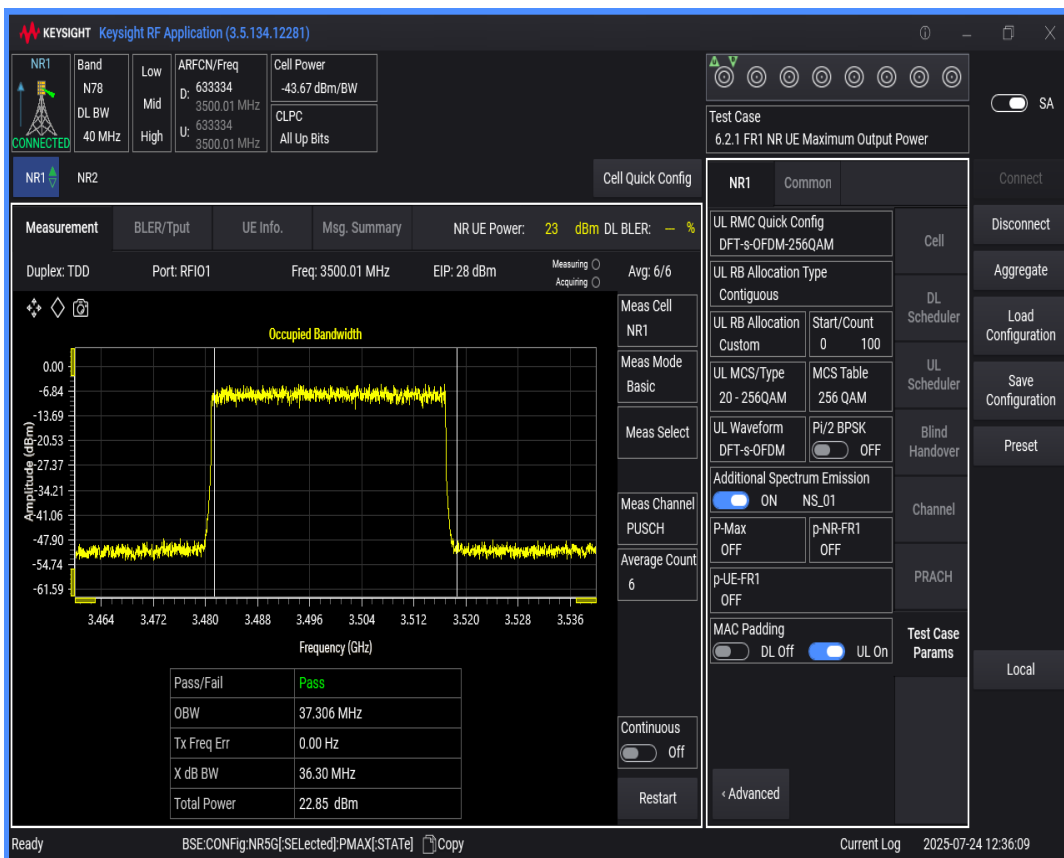 KEYSIGHT Keysight RF Application (3.5.134.12281)
NR1
CONNECTED
Band
N78
DL BW
40 MHz
Low
Mid
High
ARFCN/Freq
D: 633334
3500.01 MHz
U: 633334
3500.01 MHz
Cell Power
-43.67 dBm/BW
CLPC
All Up Bits
Test Case
6.2.1 FR1 NR UE Maximum Output Power
SA
NR1 NR2 Cell Quick Config
Measurement BLER/Tput UE Info. Msg. Summary NR UE Power: 23 dBm DL BLER: — %
Duplex: TDD Port: RFIO1 Freq: 3500.01 MHz EIP: 28 dBm Measuring Acquiring Avg: 6/6
Occupied Bandwidth
Amplitude (dBm)
0.00
-6.84
-13.69
-20.53
-27.37
-34.21
-41.06
-47.90
-54.74
-61.59
3.464 3.472 3.480 3.488 3.496 3.504 3.512 3.520 3.528 3.536
Frequency (GHz)
Pass/Fail Pass
OBW 37.306 MHz
Tx Freq Err 0.00 Hz
X dB BW 36.30 MHz
Total Power 22.85 dBm
Meas Cell
NR1
Meas Mode
Basic
Meas Select
Meas Channel
PUSCH
Average Count
6
Continuous
Off
Restart
NR1 Common
UL RMC Quick Config
DFT-s-OFDM-256QAM
UL RB Allocation Type
Contiguous
UL RB Allocation Start/Count
Custom 0 100
UL MCS/Type MCS Table
20 - 256QAM 256 QAM
UL Waveform Pi/2 BPSK
DFT-s-OFDM OFF
Additional Spectrum Emission
ON NS_01
P-Max p-NR-FR1
OFF OFF
p-UE-FR1
OFF
MAC Padding
DL Off UL On
‹ Advanced
Cell
DL
Scheduler
UL
Scheduler
Blind
Handover
Channel
PRACH
Test Case
Params
Connect
Disconnect
Aggregate
Load
Configuration
Save
Configuration
Preset
Local
Ready BSE:CONFig:NR5G[:SELected]:PMAX[:STATe] Copy Current Log 2025-07-24 12:36:09